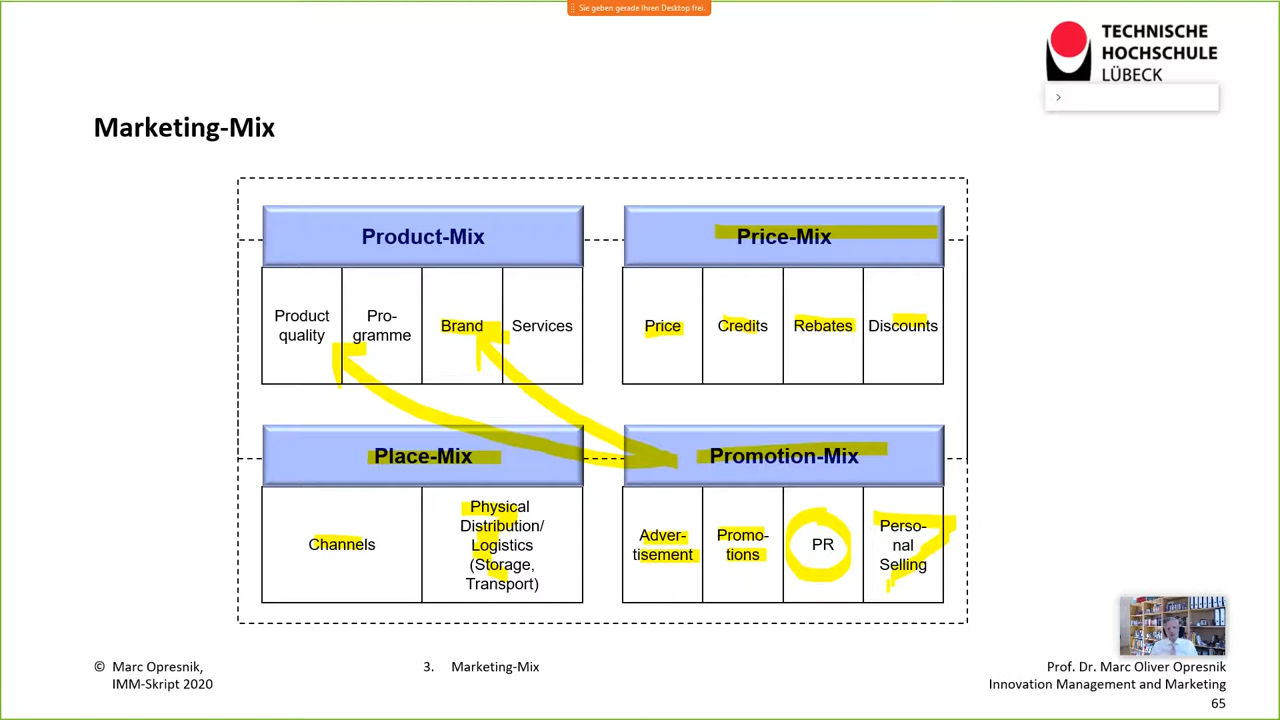 Sie geben gerade Ihren Desktop frei.
TECHNISCHE
HOCHSCHULE
LÜBECK
Marketing-Mix
Product-Mix
Price-Mix
Product
quality
Pro-
gramme
Brand
Services
Price
Credits
Rebates
Discounts
Place-Mix
Promotion-Mix
Channels
Physical
Distribution/
Logistics
(Storage,
Transport)
Adver-
tisement
Promo-
tions
PR
Perso-
nal
Selling
© Marc Opresnik,
IMM-Skript 2020
3. Marketing-Mix
Prof. Dr. Marc Oliver Opresnik
Innovation Management and Marketing
65